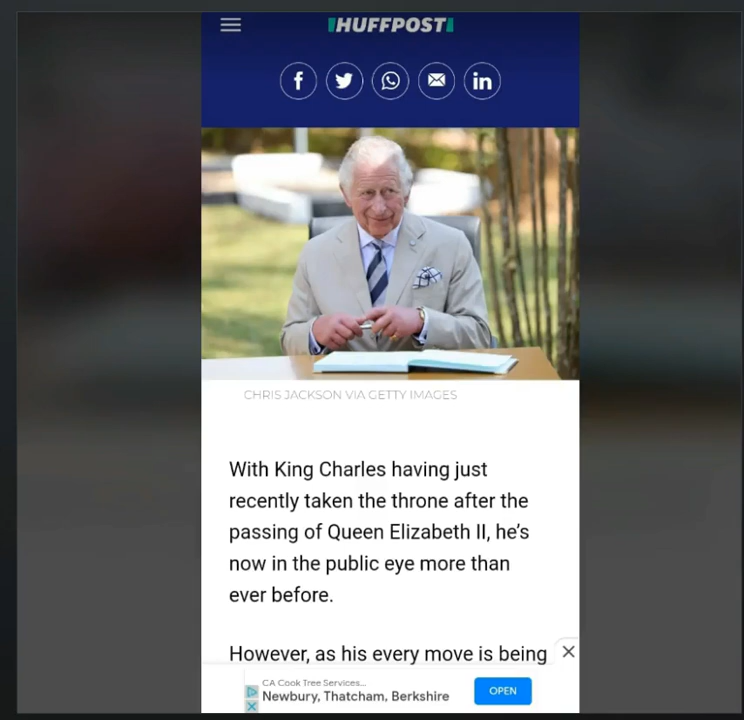 HUFFPOST
CHRIS JACKSON VIA GETTY IMAGES
With King Charles having just
recently taken the throne after the
passing of Queen Elizabeth II, he's
now in the public eye more than
ever before.
However, as his every move is being
CA Cook Tree Services...
Newbury, Thatcham, Berkshire
OPEN